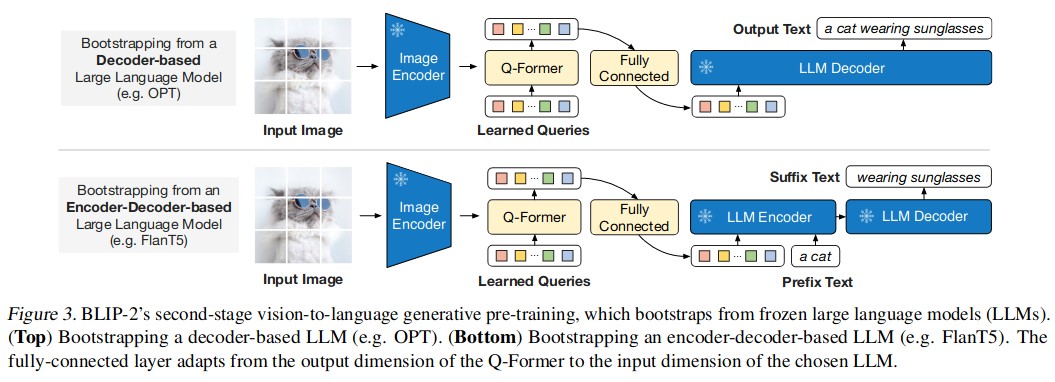 Bootstrapping from a
Decoder-based
Large Language Model
(e.g. OPT)
Input Image
Image
Encoder
Q-Former
Learned Queries
Fully
Connected
Output Text
a cat wearing sunglasses
LLM Decoder
Bootstrapping from an
Encoder-Decoder-based
Large Language Model
(e.g. FlanT5)
Input Image
Image
Encoder
Q-Former
Learned Queries
Fully
Connected
Suffix Text
wearing sunglasses
LLM Encoder
LLM Decoder
a cat
Prefix Text
Figure 3. BLIP-2's second-stage vision-to-language generative pre-training, which bootstraps from frozen large language models (LLMs).
(Top) Bootstrapping a decoder-based LLM (e.g. OPT). (Bottom) Bootstrapping an encoder-decoder-based LLM (e.g. FlanT5). The
fully-connected layer adapts from the output dimension of the Q-Former to the input dimension of the chosen LLM.